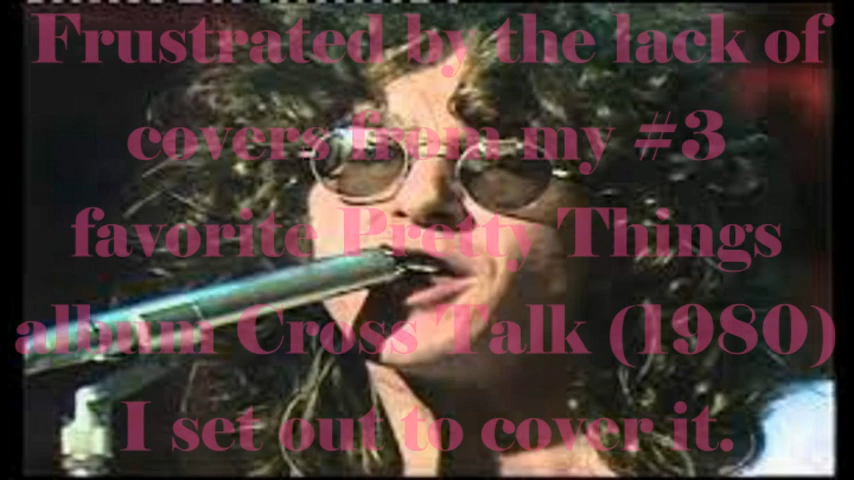 Frustrated by the lack of
covers from my #3
favorite Pretty Things
album Cross Talk (1980)
I set out to cover it.